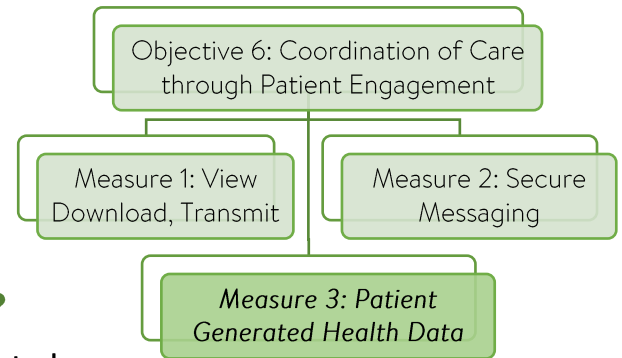 Objective 6: Coordination of Care
through Patient Engagement
Measure 1: View
Download, Transmit
Measure 2: Secure
Messaging
Measure 3: Patient
Generated Health Data